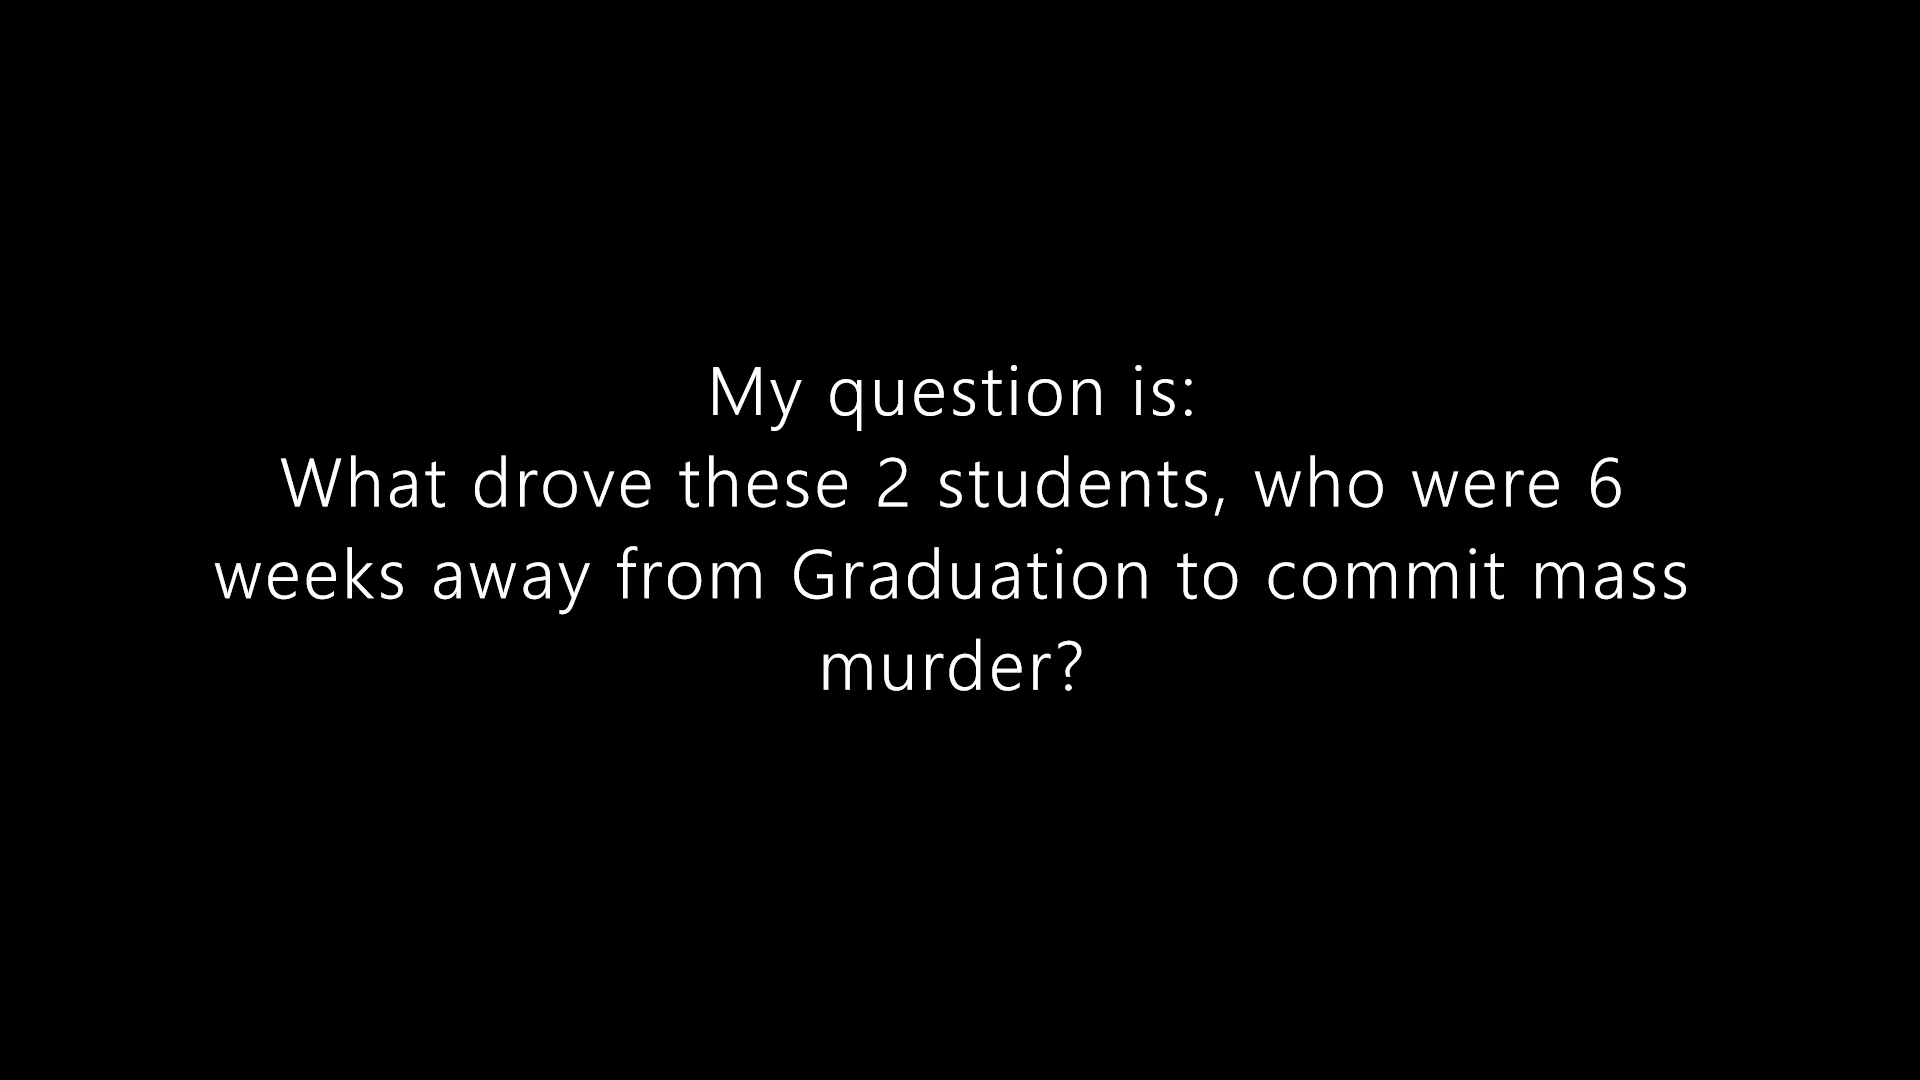 My question is:
What drove these 2 students, who were 6
weeks away from Graduation to commit mass
murder?